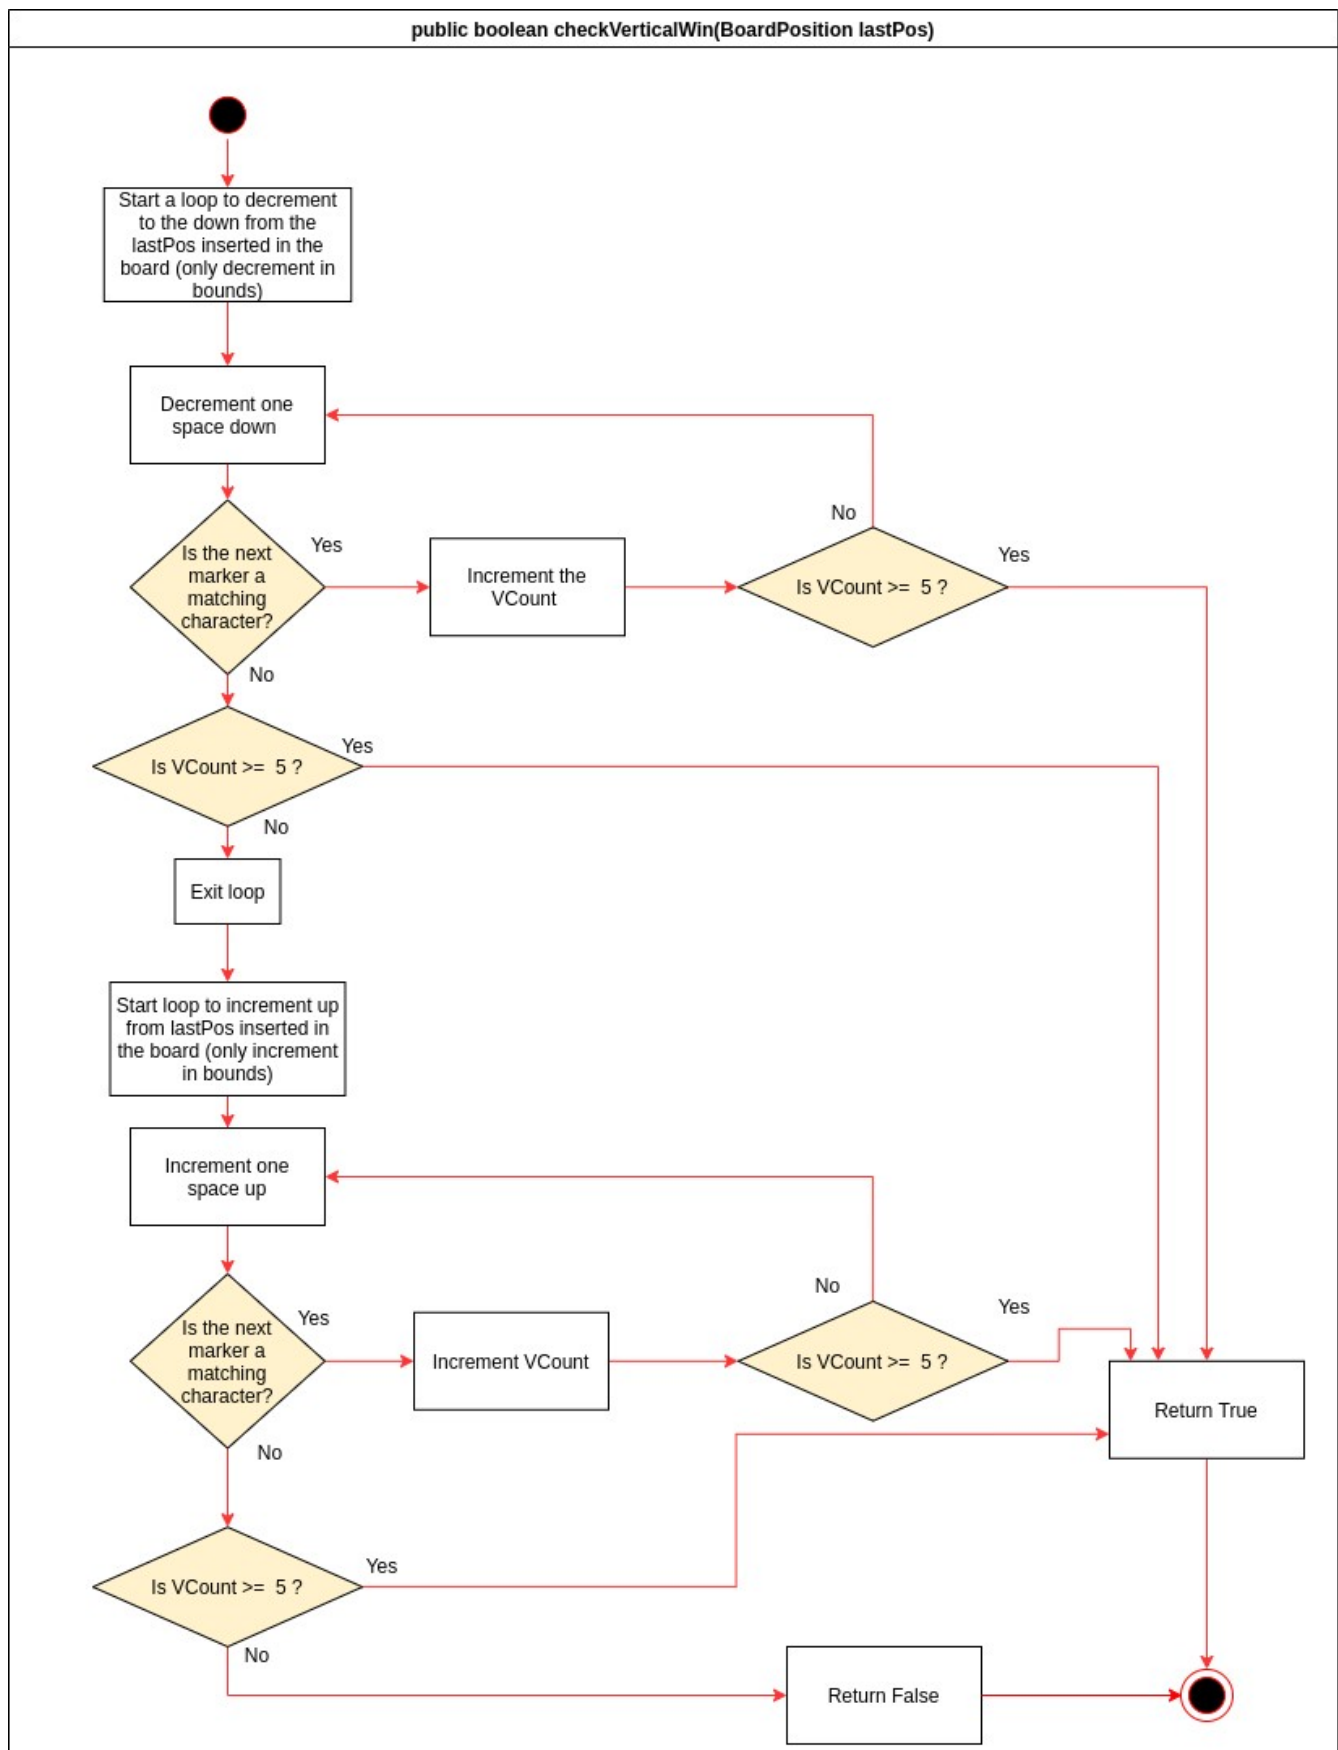 public boolean checkVerticalWin(BoardPosition lastPos)
Start a loop to decrement
to the down from the
lastPos inserted in the
board (only decrement in
bounds)
Decrement one
space down
Is the next
marker a
matching
character?
Yes
Increment the
VCount
No
Is VCount >=  5 ?
Yes
No
Is VCount >=  5 ?
Yes
No
Exit loop
Start loop to increment up
from lastPos inserted in
the board (only increment
in bounds)
Increment one
space up
Is the next
marker a
matching
character?
Yes
Increment VCount
No
Is VCount >=  5 ?
Yes
Return True
No
Is VCount >=  5 ?
Yes
No
Return False